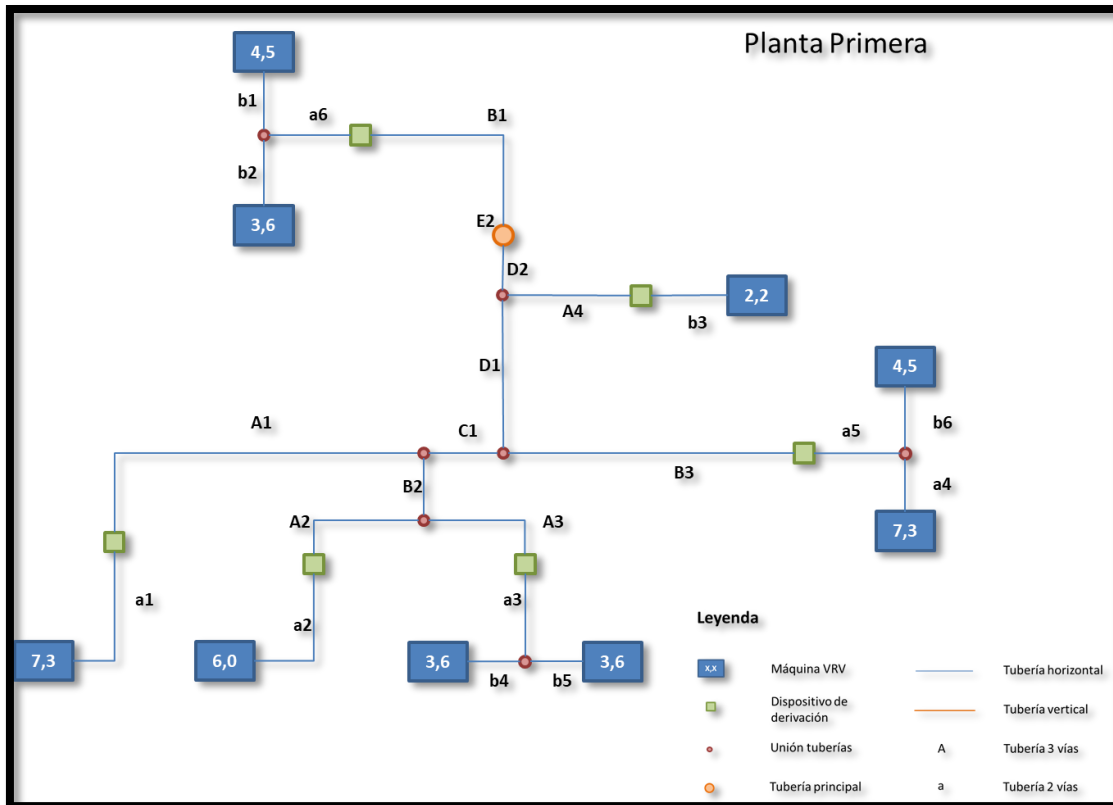 Planta Primera
4,5
b1
a6
B1
b2
3,6
E2
D2
A4
b3
2,2
D1
4,5
A1
C1
a5
b6
B3
B2
a4
A2
A3
7,3
a1
a2
a3
7,3
6,0
3,6
b4
b5
3,6
Leyenda
x,x
Máquina VRV
Tubería horizontal
Dispositivo de
derivación
Tubería vertical
Unión tuberías
A
Tubería 3 vías
Tubería principal
a
Tubería 2 vías